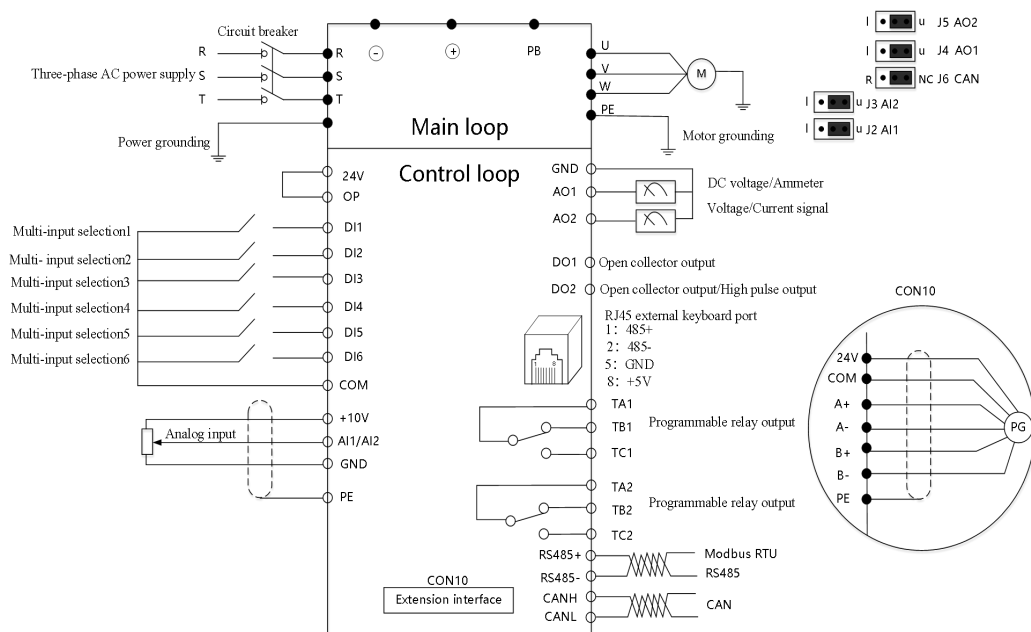 Circuit breaker
R
S
T
Three-phase AC power supply
R
S
T
Power grounding
-
+
PB
Main loop
U
V
W
PE
M
Motor grounding
I u J5 AO2
I u J4 AO1
R NC J6 CAN
I u J3 AI2
I u J2 AI1
Control loop
24V
OP
Multi-input selection1 DI1
Multi- input selection2 DI2
Multi-input selection3 DI3
Multi-input selection4 DI4
Multi-input selection5 DI5
Multi-input selection6 DI6
COM
+10V
Analog input AI1/AI2
GND
PE
GND
AO1
AO2
DC voltage/Ammeter
Voltage/Current signal
DO1 Open collector output
DO2 Open collector output/High pulse output
RJ45 external keyboard port
1: 485+
2: 485-
5: GND
8: +5V
1 8
TA1
TB1 Programmable relay output
TC1
TA2
TB2 Programmable relay output
TC2
RS485+ Modbus RTU
RS485- RS485
CANH
CANL
CAN
CON10
Extension interface
CON10
24V
COM
A+
A-
B+
B-
PE
PG